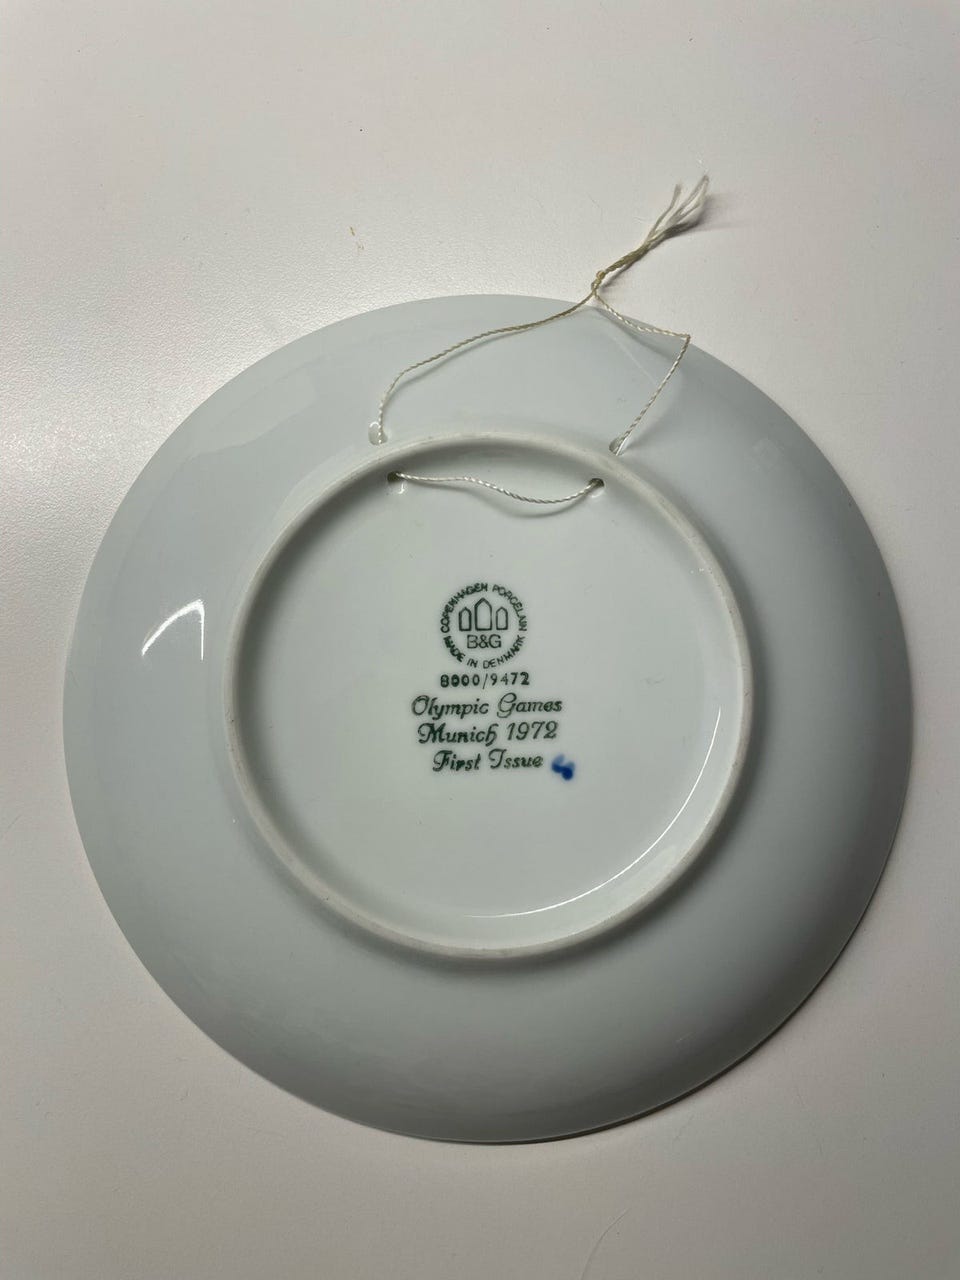 COPENHAGEN PORCELAIN
B&G
MADE IN DENMARK
8000/9472
Olympic Games
Munich 1972
First Issue